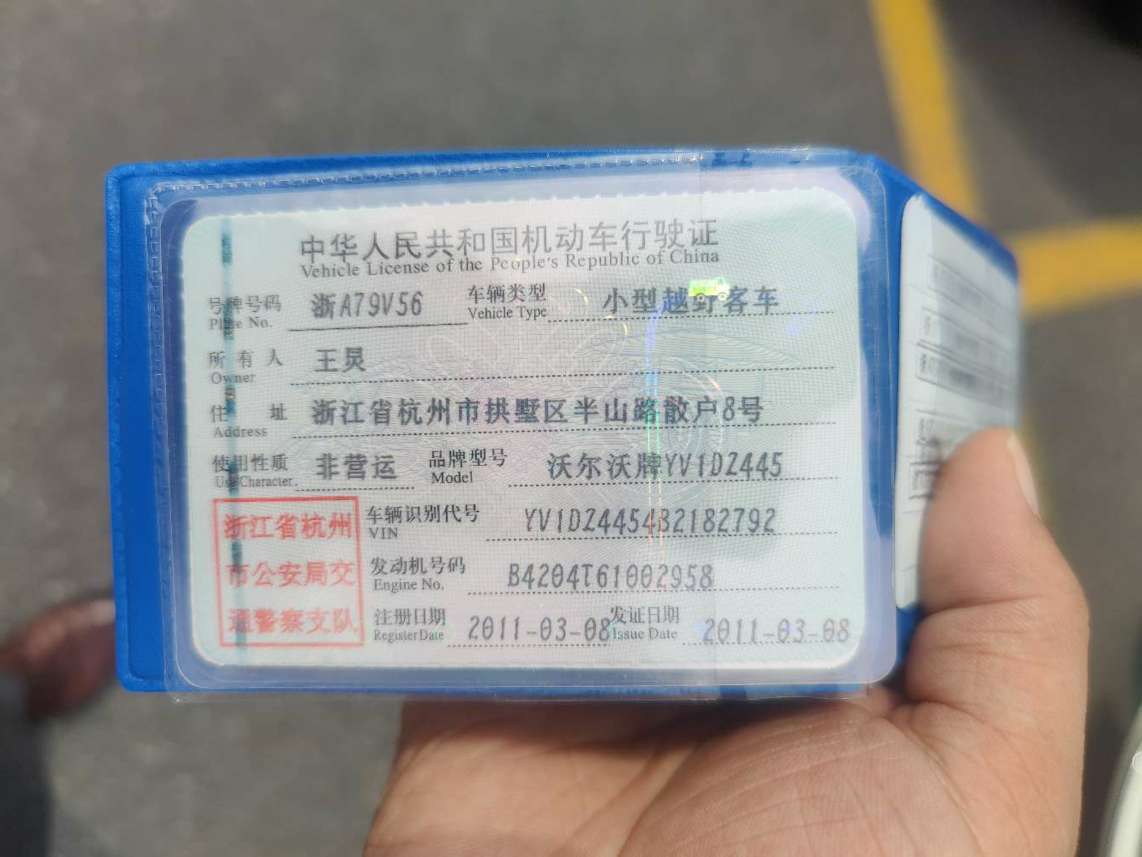 中华人民共和国机动车行驶证
Vehicle License of the People's Republic of China
号牌号码 浙A79V56 车辆类型 小型越野客车
Plate No. Vehicle Type
所有人 王炅
Owner
住址 浙江省杭州市拱墅区半山路散户8号
Address
使用性质 非营运 品牌型号 沃尔沃牌YV1DZ445
Use Character Model
浙江省杭州
市公安局交
通警察支队
车辆识别代号 YV1DZ4454B2182792
VIN
发动机号码 B4204T61002958
Engine No.
注册日期 2011-03-08 发证日期 2011-03-08
Register Date Issue Date